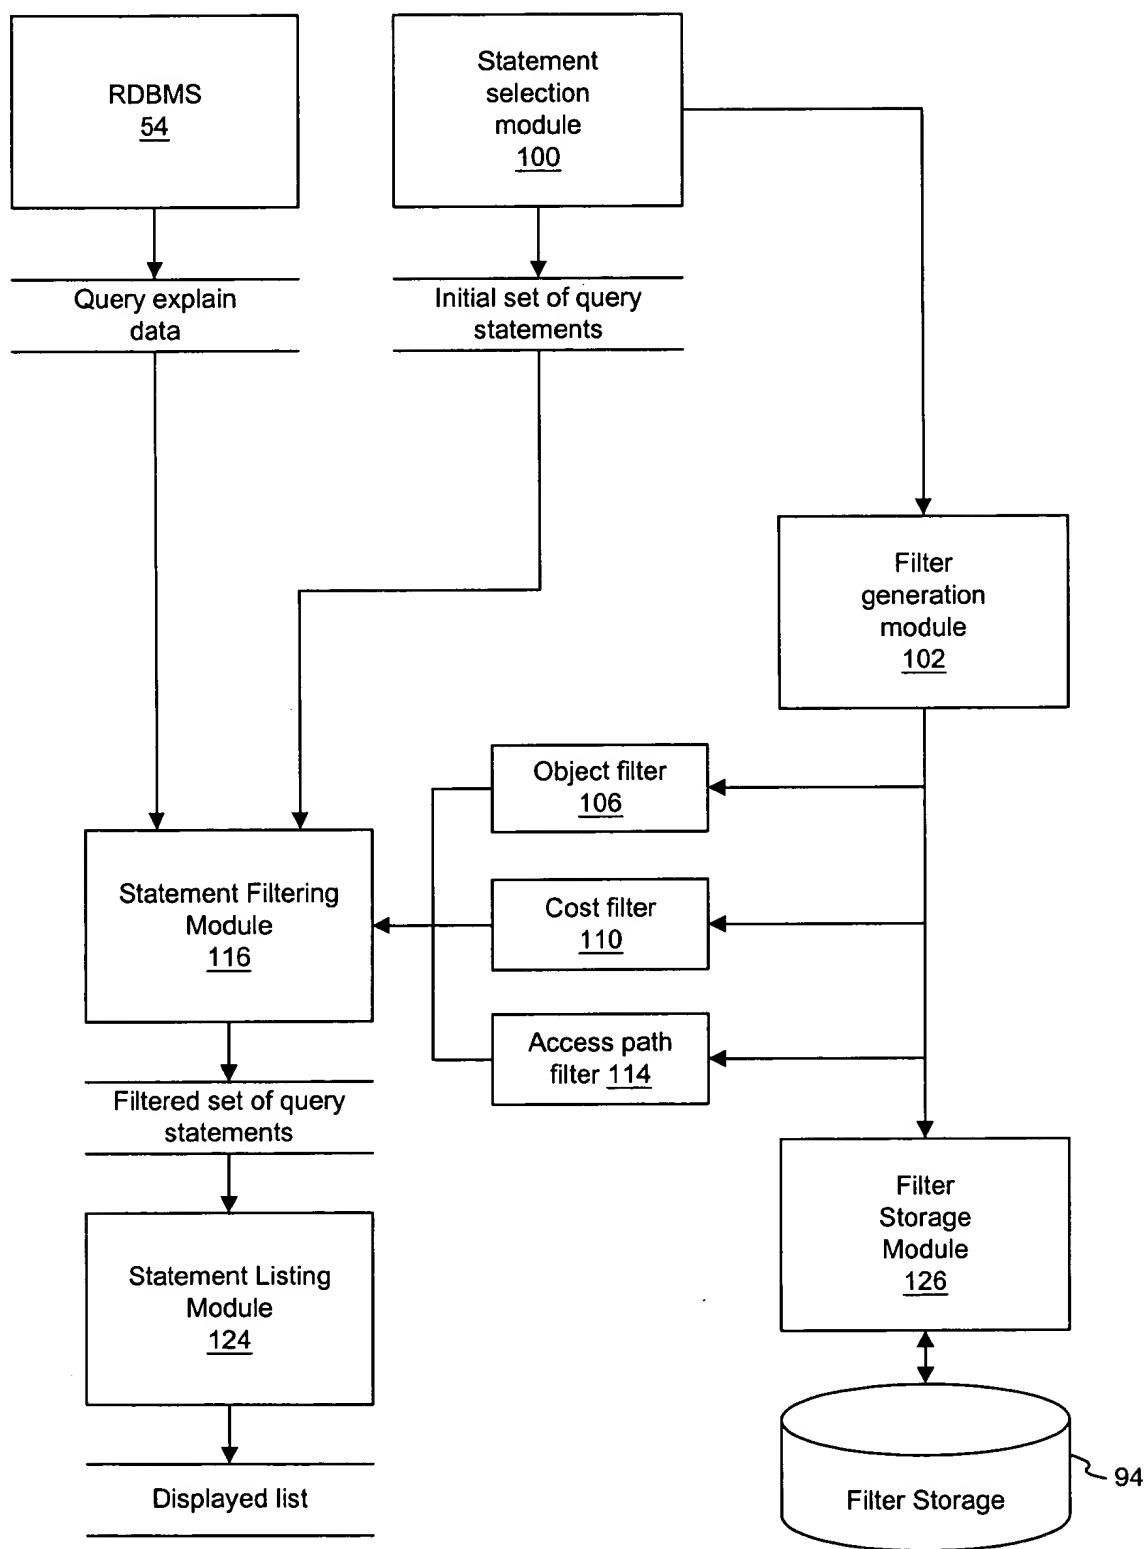 RDBMS
54
Statement
selection
module
100
Query explain
data
Initial set of query
statements
Filter
generation
module
102
Object filter
106
Cost filter
110
Access path
filter 114
Statement Filtering
Module
116
Filtered set of query
statements
Filter
Storage
Module
126
Statement Listing
Module
124
94
Filter Storage
Displayed list